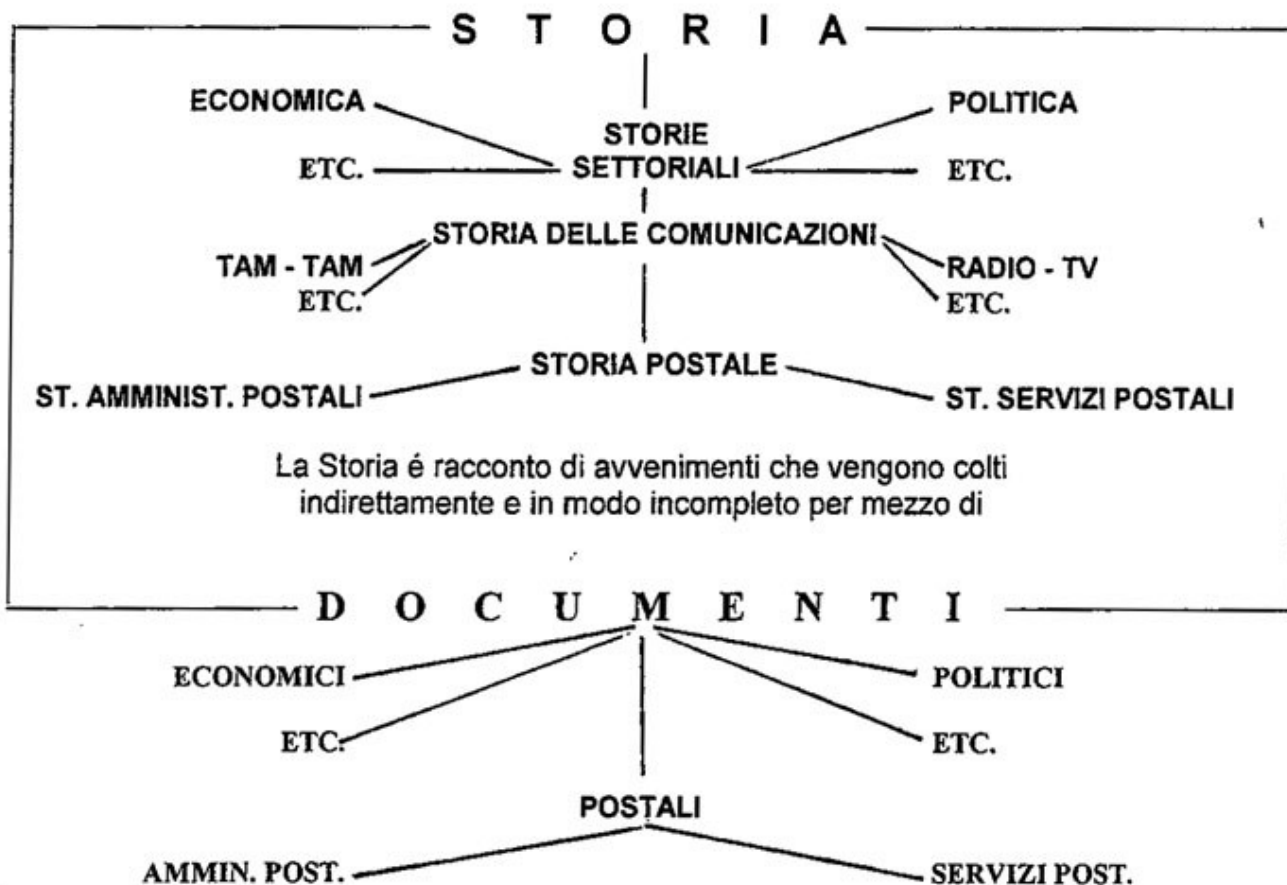 S T O R I A
ECONOMICA
POLITICA
STORIE
SETTORIALI
ETC.
ETC.
STORIA DELLE COMUNICAZIONI
TAM - TAM
RADIO - TV
ETC.
ETC.
STORIA POSTALE
ST. AMMINIST. POSTALI
ST. SERVIZI POSTALI
La Storia é racconto di avvenimenti che vengono colti
indirettamente e in modo incompleto per mezzo di
D O C U M E N T I
ECONOMICI
POLITICI
ETC.
ETC.
POSTALI
AMMIN. POST.
SERVIZI POST.